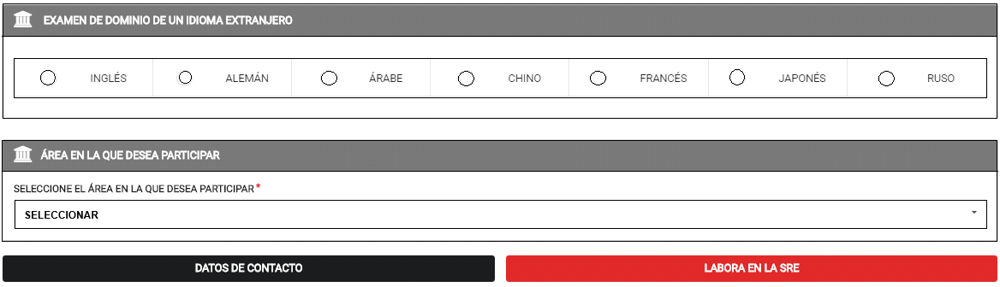 EXAMEN DE DOMINIO DE UN IDIOMA EXTRANJERO
INGLÉS ALEMÁN ÁRABE CHINO FRANCÉS JAPONÉS RUSO
ÁREA EN LA QUE DESEA PARTICIPAR
SELECCIONE EL ÁREA EN LA QUE DESEA PARTICIPAR *
SELECCIONAR
DATOS DE CONTACTO LABORA EN LA SRE